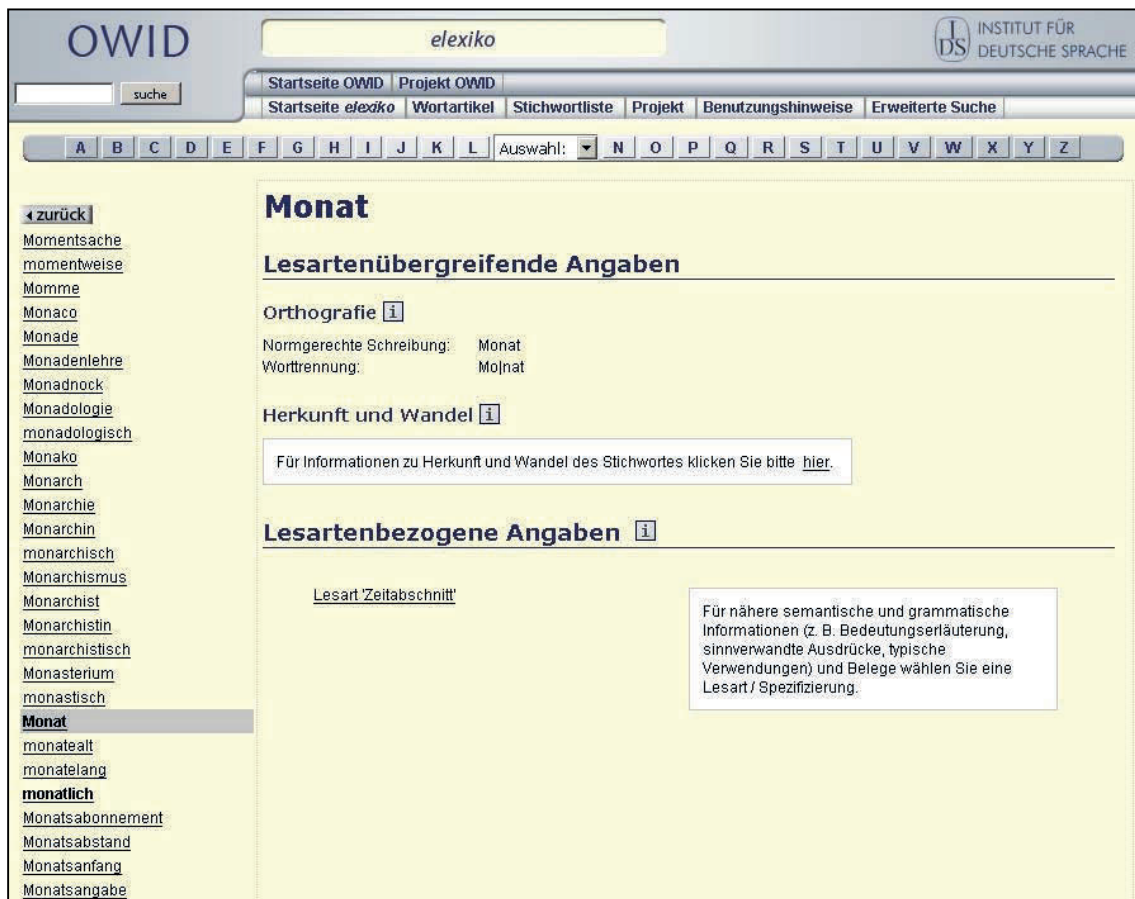 OWID
elexiko
IDS
INSTITUT FÜR
DEUTSCHE SPRACHE
suche
Startseite OWID Projekt OWID
Startseite elexiko Wortartikel Stichwortliste Projekt Benutzungshinweise Erweiterte Suche
A B C D E F G H I J K L Auswahl: N O P Q R S T U V W X Y Z
zurück
Momentsache
momentweise
Momme
Monaco
Monade
Monadenlehre
Monadnock
Monadologie
monadologisch
Monako
Monarch
Monarchie
Monarchin
monarchisch
Monarchismus
Monarchist
Monarchistin
monarchistisch
Monasterium
monastisch
Monat
monatealt
monatelang
monatlich
Monatsabonnement
Monatsabstand
Monatsanfang
Monatsangabe
Monat
Lesartenübergreifende Angaben
Orthografie i
Normgerechte Schreibung: Monat
Worttrennung: Mo|nat
Herkunft und Wandel i
Für Informationen zu Herkunft und Wandel des Stichwortes klicken Sie bitte hier.
Lesartenbezogene Angaben i
Lesart 'Zeitabschnitt'
Für nähere semantische und grammatische
Informationen (z. B. Bedeutungserläuterung,
sinnverwandte Ausdrücke, typische
Verwendungen) und Belege wählen Sie eine
Lesart / Spezifizierung.